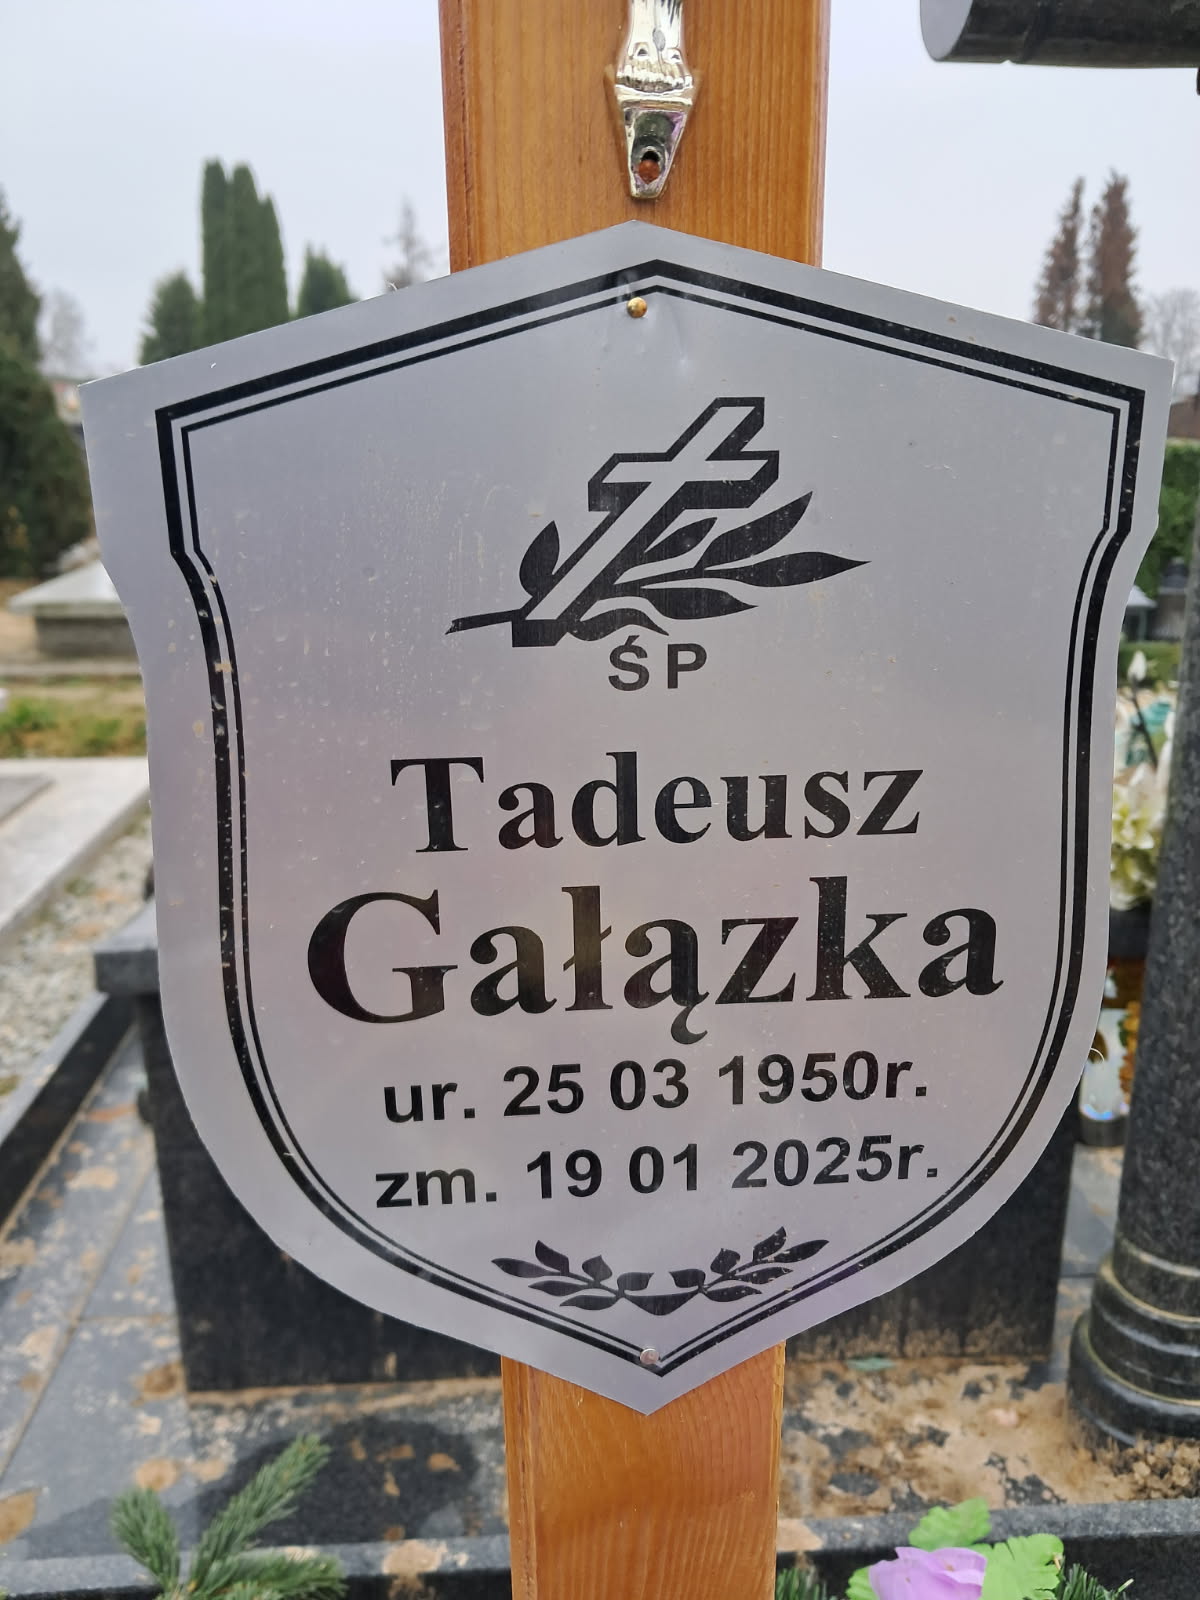 ŚP
Tadeusz
Gałązka
ur. 25 03 1950r.
zm. 19 01 2025r.